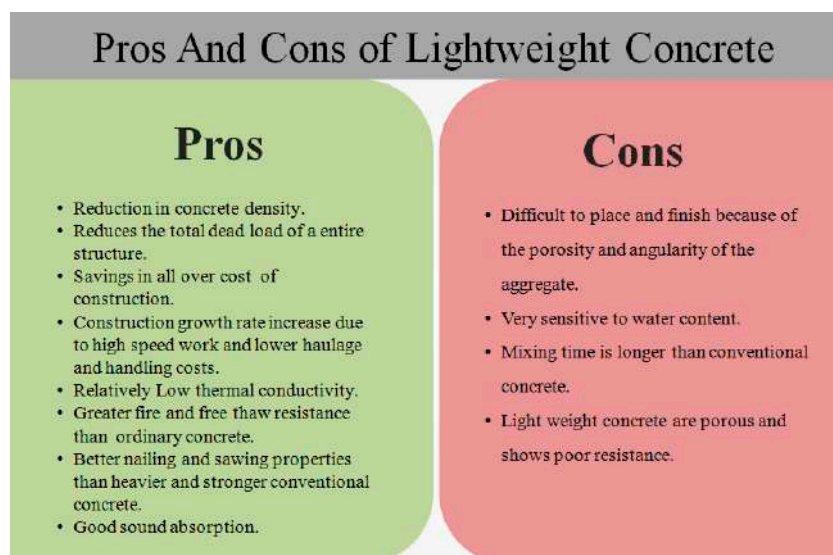 Pros And Cons of Lightweight Concrete
Pros
• Reduction in concrete density.
• Reduces the total dead load of a entire
structure.
• Savings in all over cost of
construction.
• Construction growth rate increase due
to high speed work and lower haulage
and handling costs.
• Relatively Low thermal conductivity.
• Greater fire and free thaw resistance
than ordinary concrete.
• Better nailing and sawing properties
than heavier and stronger conventional
concrete.
• Good sound absorption.
Cons
• Difficult to place and finish because of
the porosity and angularity of the
aggregate.
• Very sensitive to water content.
• Mixing time is longer than conventional
concrete.
• Light weight concrete are porous and
shows poor resistance.